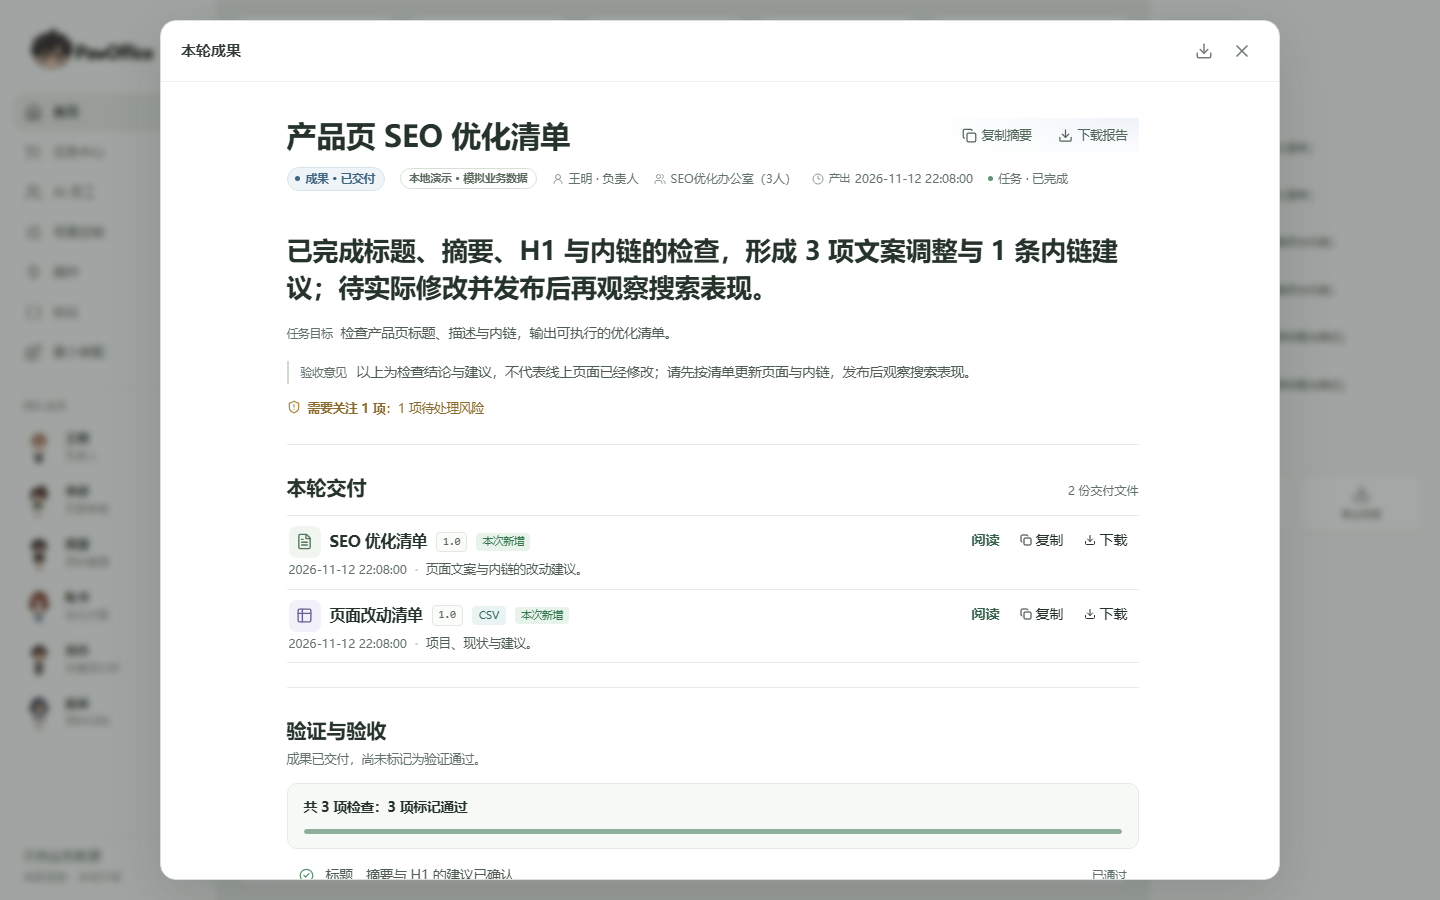 本轮成果
产品页 SEO 优化清单
复制摘要
下载报告
成果 · 已交付
本地演示 · 模拟业务数据
王明 · 负责人
SEO优化办公室（3人）
产出 2026-11-12 22:08:00
任务 · 已完成
已完成标题、摘要、H1 与内链的检查，形成 3 项文案调整与 1 条内链建
议；待实际修改并发布后再观察搜索表现。
任务目标 检查产品页标题、描述与内链，输出可执行的优化清单。
验收意见 以上为检查结论与建议，不代表线上页面已经修改；请先按清单更新页面与内链，发布后观察搜索表现。
需要关注 1 项：1 项待处理风险
本轮交付
2 份交付文件
SEO 优化清单 1.0 本次新增
阅读 复制 下载
2026-11-12 22:08:00 · 页面文案与内链的改动建议。
页面改动清单 1.0 CSV 本次新增
阅读 复制 下载
2026-11-12 22:08:00 · 项目、现状与建议。
验证与验收
成果已交付，尚未标记为验证通过。
共 3 项检查：3 项标记通过
标题、摘要与 H1 的建议已确认
已通过